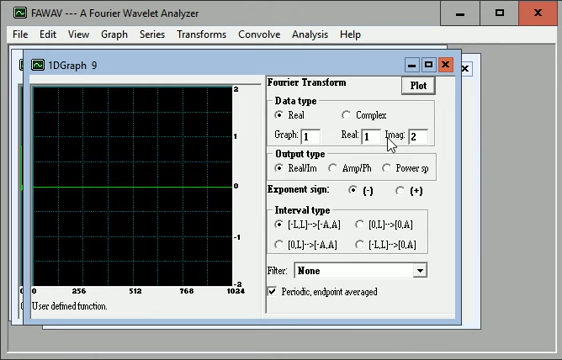 FAWAV --- A Fourier Wavelet Analyzer
File Edit View Graph Series Transforms Convolve Analysis Help
1DGraph 9
Fourier Transform
Plot
Data type
Real Complex
Graph: 1 Real: 1 Imag: 2
Output type
Real/Im Amp/Ph Power sp
Exponent sign: (-) (+)
Interval type
[-L,L]-->[-A,A] [0,L]-->[0,A]
[0,L]-->[-A,A] [-L,L]-->[0,A]
Filter: None
Periodic, endpoint averaged
2
1
0
-1
-2
0 256 512 768 1024
User defined function.